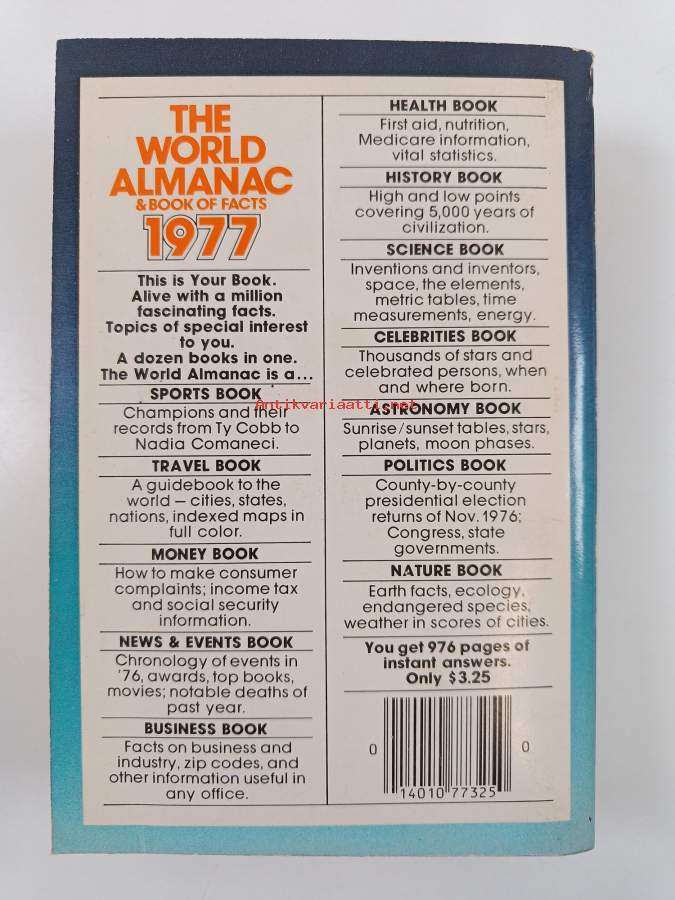 THE
WORLD
ALMANAC
& BOOK OF FACTS
1977
This is Your Book.
Alive with a million
fascinating facts.
Topics of special interest
to you.
A dozen books in one.
The World Almanac is a...
SPORTS BOOK
Champions and their
records from Ty Cobb to
Nadia Comaneci.
TRAVEL BOOK
A guidebook to the
world – cities, states,
nations, indexed maps in
full color.
MONEY BOOK
How to make consumer
complaints; income tax
and social security
information.
NEWS & EVENTS BOOK
Chronology of events in
'76, awards, top books,
movies; notable deaths of
past year.
BUSINESS BOOK
Facts on business and
industry, zip codes, and
other information useful in
any office.
HEALTH BOOK
First aid, nutrition,
Medicare information,
vital statistics.
HISTORY BOOK
High and low points
covering 5,000 years of
civilization.
SCIENCE BOOK
Inventions and inventors,
space, the elements,
metric tables, time
measurements, energy.
CELEBRITIES BOOK
Thousands of stars and
celebrated persons, when
and where born.
Antikvariaatti.net
ASTRONOMY BOOK
Sunrise/sunset tables, stars,
planets, moon phases.
POLITICS BOOK
County-by-county
presidential election
returns of Nov. 1976;
Congress, state
governments.
NATURE BOOK
Earth facts, ecology,
endangered species,
weather in scores of cities.
You get 976 pages of
instant answers.
Only $3.25
0 14010 77325 0